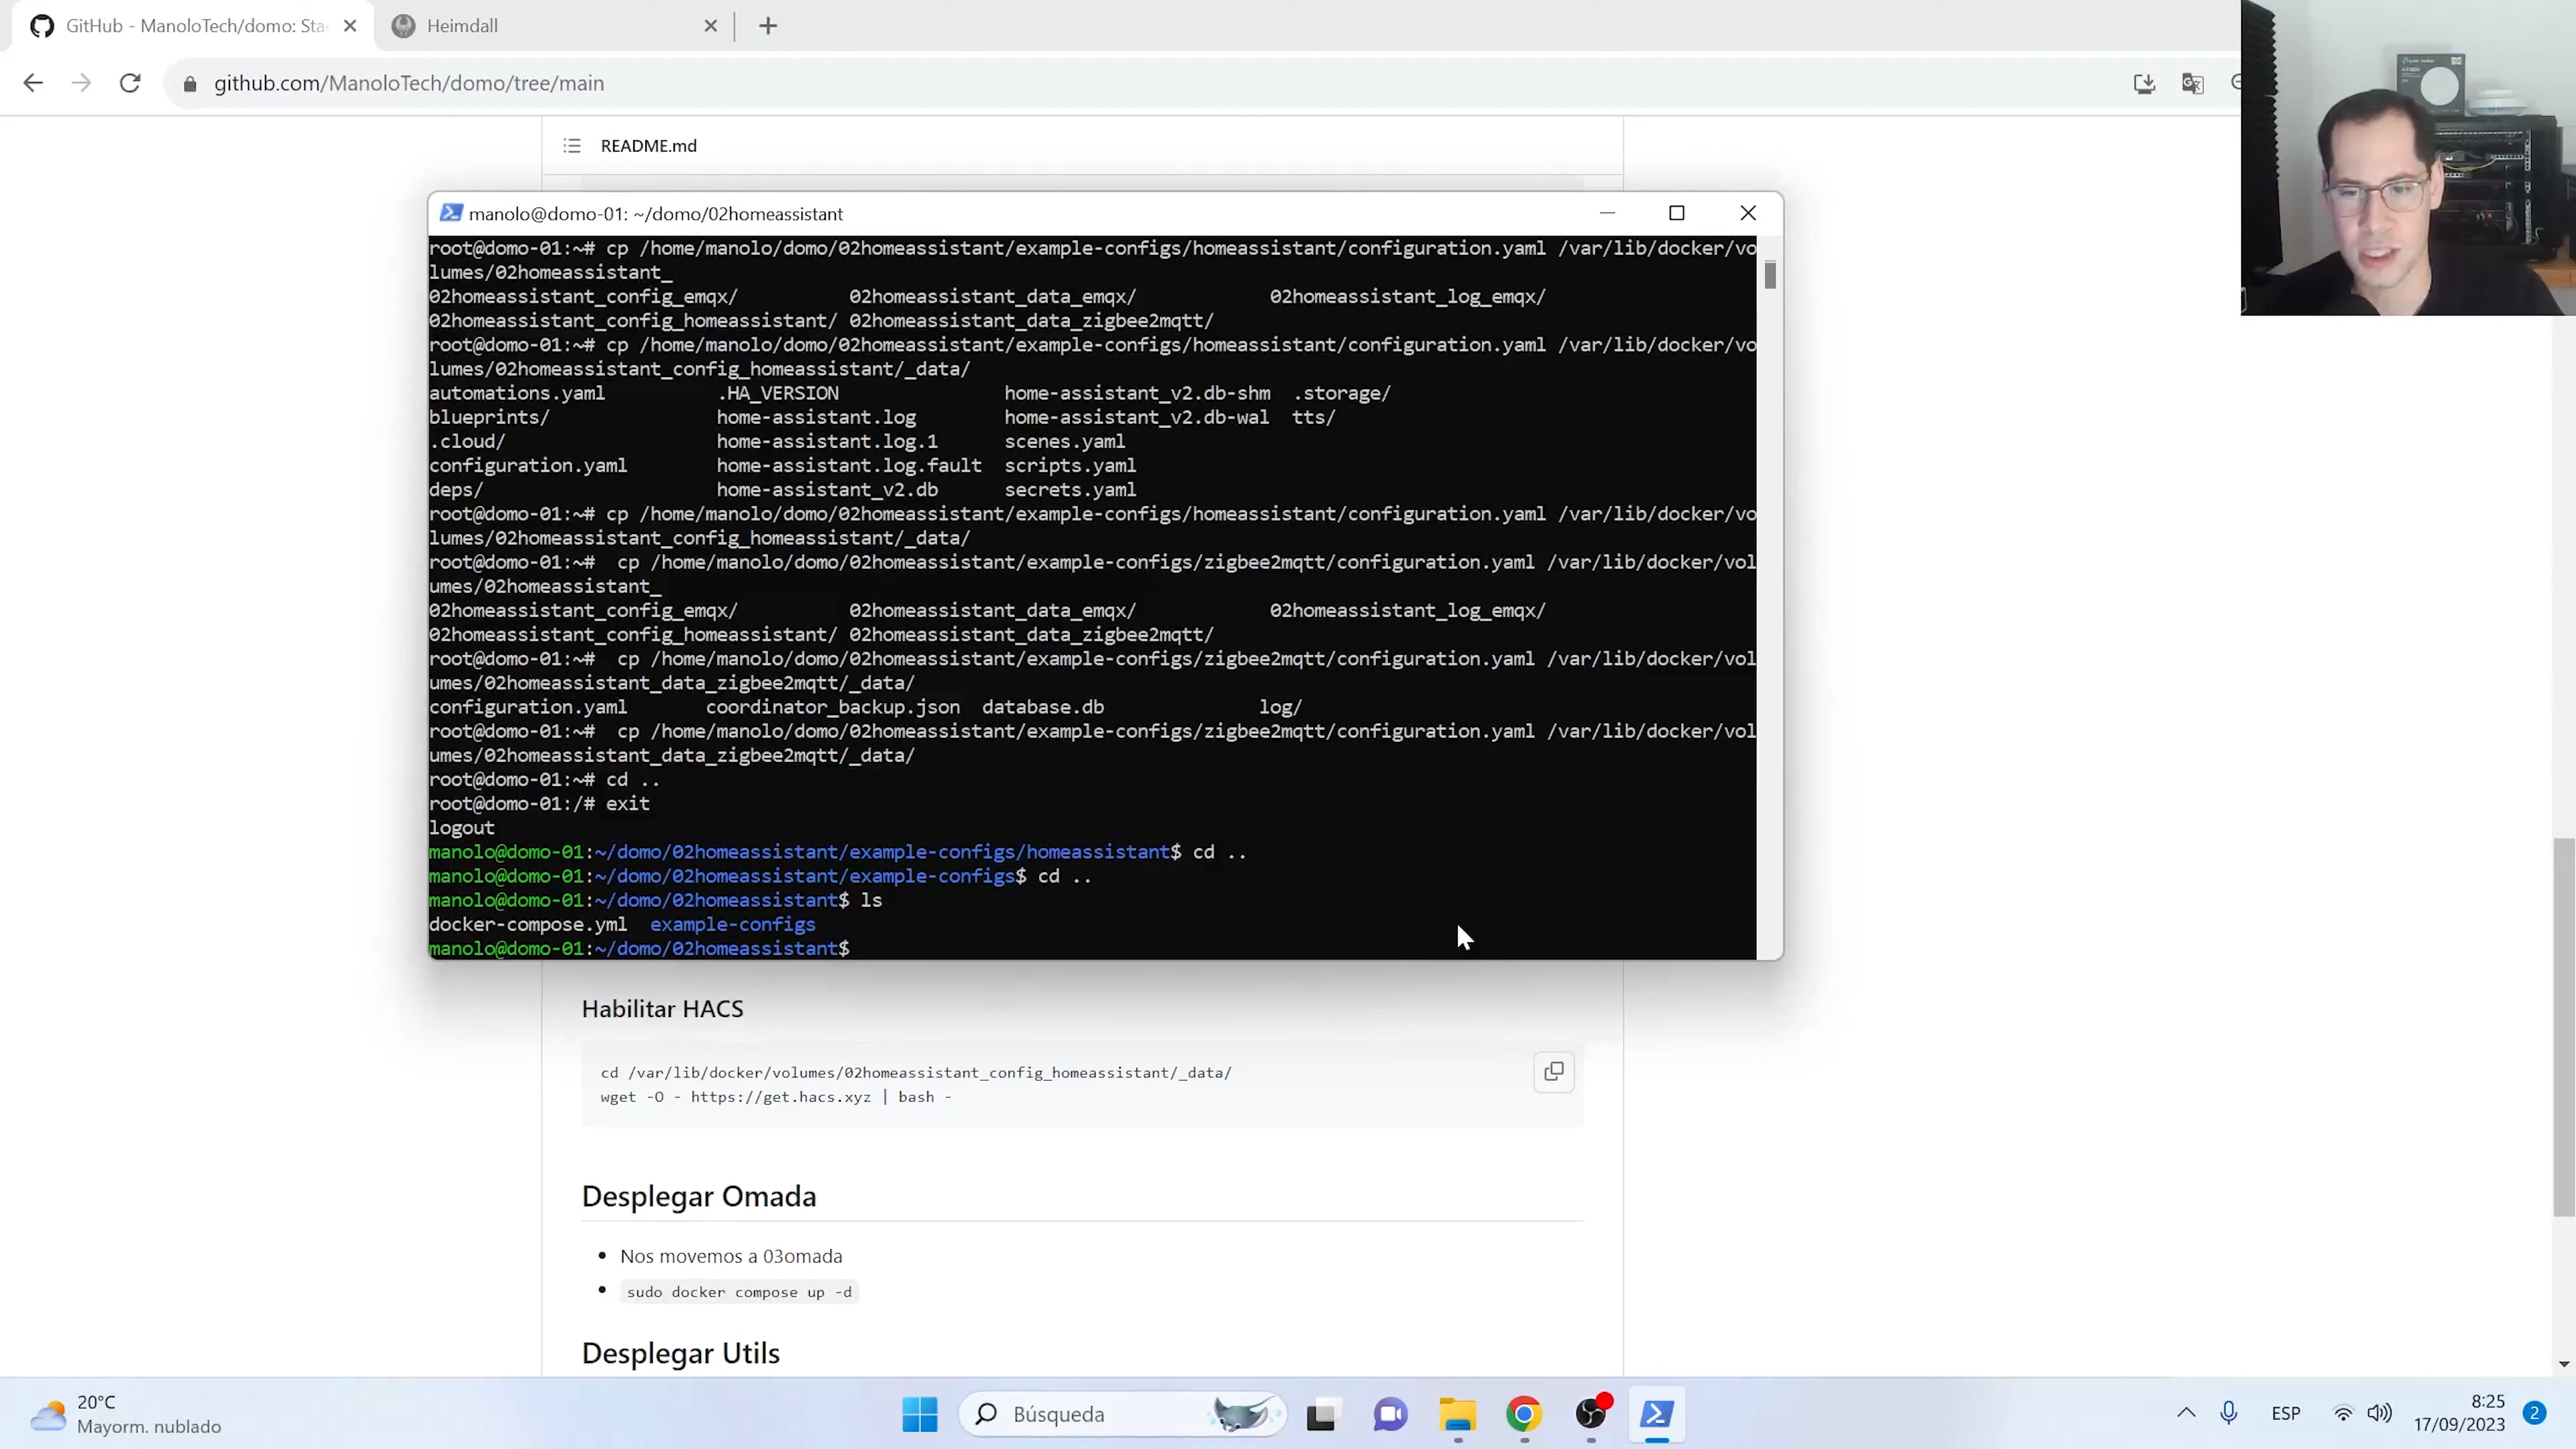 GitHub - ManoloTech/domo: Sta
Heimdall
github.com/ManoloTech/domo/tree/main
README.md
manolo@domo-01: ~/domo/02homeassistant
root@domo-01:~# cp /home/manolo/domo/02homeassistant/example-configs/homeassistant/configuration.yaml /var/lib/docker/vo
lumes/02homeassistant_
02homeassistant_config_emqx/ 02homeassistant_data_emqx/ 02homeassistant_log_emqx/
02homeassistant_config_homeassistant/ 02homeassistant_data_zigbee2mqtt/
root@domo-01:~# cp /home/manolo/domo/02homeassistant/example-configs/homeassistant/configuration.yaml /var/lib/docker/vo
lumes/02homeassistant_config_homeassistant/_data/
automations.yaml .HA_VERSION home-assistant_v2.db-shm .storage/
blueprints/ home-assistant.log home-assistant_v2.db-wal tts/
.cloud/ home-assistant.log.1 scenes.yaml
configuration.yaml home-assistant.log.fault scripts.yaml
deps/ home-assistant_v2.db secrets.yaml
root@domo-01:~# cp /home/manolo/domo/02homeassistant/example-configs/homeassistant/configuration.yaml /var/lib/docker/vo
lumes/02homeassistant_config_homeassistant/_data/
root@domo-01:~#  cp /home/manolo/domo/02homeassistant/example-configs/zigbee2mqtt/configuration.yaml /var/lib/docker/vol
umes/02homeassistant_
02homeassistant_config_emqx/ 02homeassistant_data_emqx/ 02homeassistant_log_emqx/
02homeassistant_config_homeassistant/ 02homeassistant_data_zigbee2mqtt/
root@domo-01:~#  cp /home/manolo/domo/02homeassistant/example-configs/zigbee2mqtt/configuration.yaml /var/lib/docker/vol
umes/02homeassistant_data_zigbee2mqtt/_data/
configuration.yaml coordinator_backup.json database.db log/
root@domo-01:~#  cp /home/manolo/domo/02homeassistant/example-configs/zigbee2mqtt/configuration.yaml /var/lib/docker/vol
umes/02homeassistant_data_zigbee2mqtt/_data/
root@domo-01:~# cd ..
root@domo-01:/# exit
logout
manolo@domo-01:~/domo/02homeassistant/example-configs/homeassistant$ cd ..
manolo@domo-01:~/domo/02homeassistant/example-configs$ cd ..
manolo@domo-01:~/domo/02homeassistant$ ls
docker-compose.yml example-configs
manolo@domo-01:~/domo/02homeassistant$
Habilitar HACS
cd /var/lib/docker/volumes/02homeassistant_config_homeassistant/_data/
wget -O - https://get.hacs.xyz | bash -
Desplegar Omada
• Nos movemos a 03omada
• sudo docker compose up -d
Desplegar Utils
20°C
Mayorm. nublado
Búsqueda
ESP
8:25
17/09/2023
2